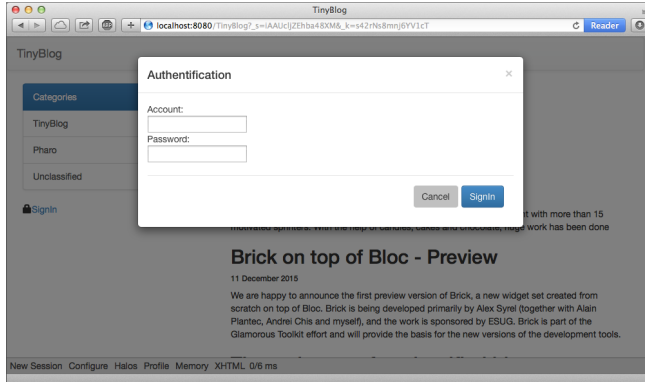 TinyBlog
localhost:8080/TinyBlog?_s=iAAUcljZEhba48XM&_k=s42rNs8mnj6YV1cT
Reader
TinyBlog
Authentification
×
Categories
TinyBlog
Pharo
Unclassified
SignIn
Account:
Password:
Cancel
SignIn
nt with more than 15
motivated sprinters. With the help of candies, cakes and chocolate, huge work has been done
Brick on top of Bloc - Preview
11 December 2015
We are happy to announce the first preview version of Brick, a new widget set created from
scratch on top of Bloc. Brick is being developed primarily by Alex Syrel (together with Alain
Plantec, Andrei Chis and myself), and the work is sponsored by ESUG. Brick is part of the
Glamorous Toolkit effort and will provide the basis for the new versions of the development tools.
New Session Configure Halos Profile Memory XHTML 0/6 ms